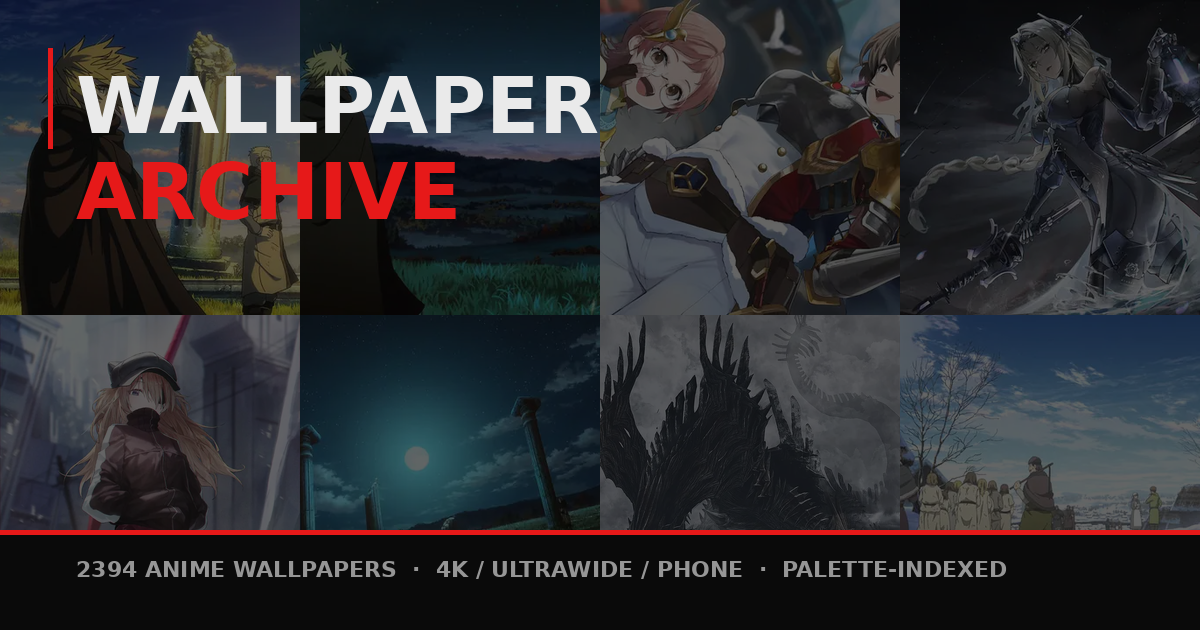 WALLPAPER
ARCHIVE
2394 ANIME WALLPAPERS · 4K / ULTRAWIDE / PHONE · PALETTE-INDEXED